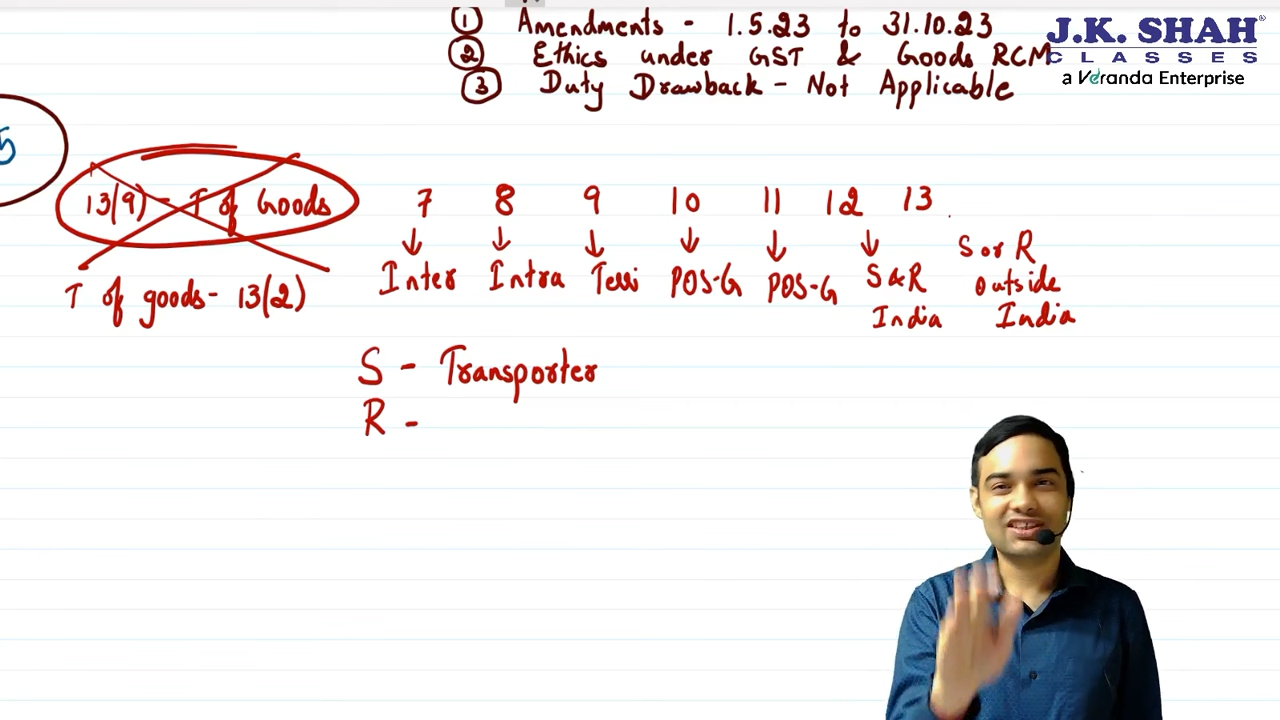 ① Amendments - 1.5.23 to 31.10.23
② Ethics under GST & Goods RCM
③ Duty Drawback - Not Applicable
J.K. SHAH
CLASSES
a Veranda Enterprise
5
13(9) - T of Goods
T of goods - 13(2)
7 8 9 10 11 12 13
Inter Intra Terri POS-G POS-G S&R India S or R outside India
S - Transporter
R -